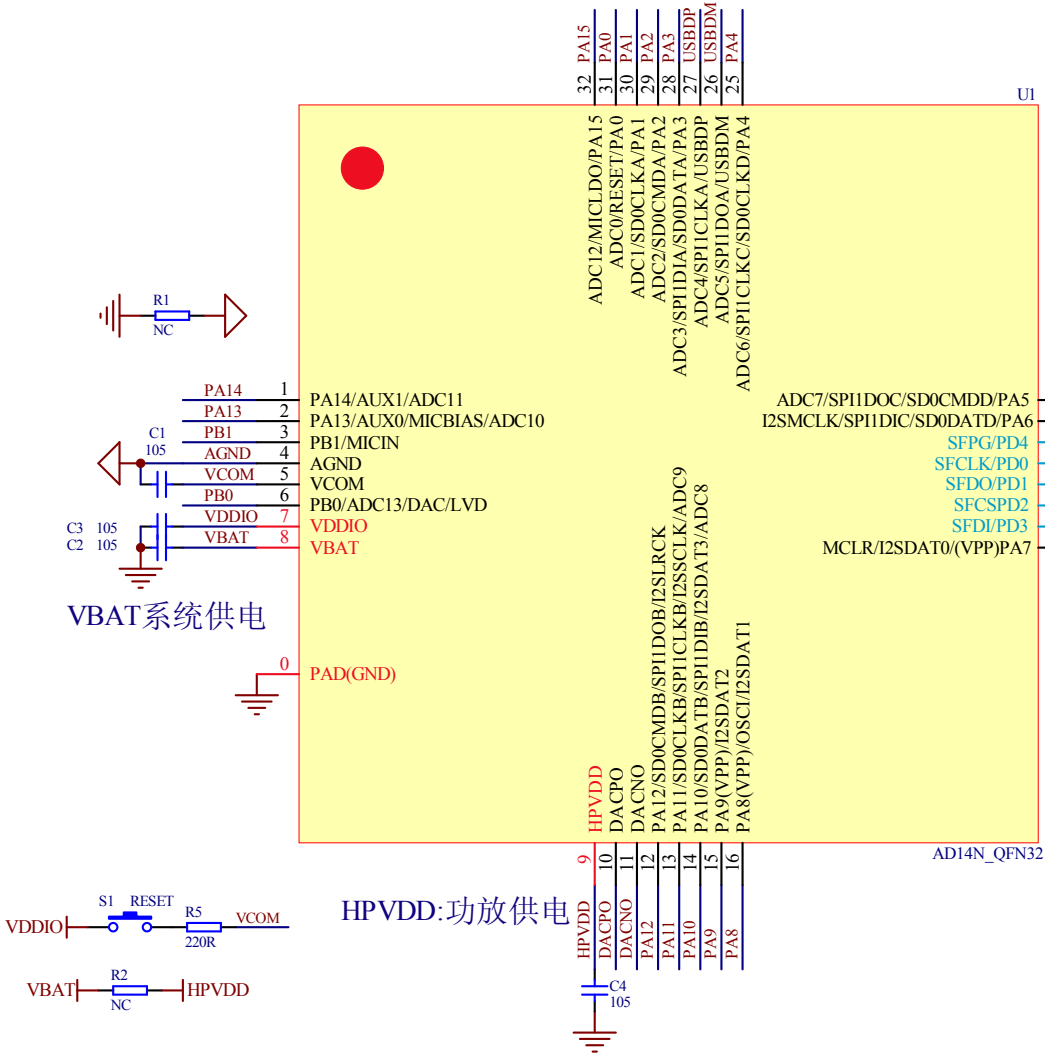 32 PA15
31 PA0
30 PA1
29 PA2
28 PA3
27 USBDP
26 USBDM
25 PA4
U1
ADC12/MICLDO/PA15
ADC0/RESET/PA0
ADC1/SD0CLKA/PA1
ADC2/SD0CMDA/PA2
ADC3/SPI1DIA/SD0DATA/PA3
ADC4/SPI1CLKA/USBDP
ADC5/SPI1DOA/USBDM
ADC6/SPI1CLKC/SD0CLKD/PA4
R1
NC
PA14 1 PA14/AUX1/ADC11
PA13 2 PA13/AUX0/MICBIAS/ADC10
PB1 3 PB1/MICIN
C1
105
AGND 4 AGND
VCOM 5 VCOM
PB0 6 PB0/ADC13/DAC/LVD
VDDIO 7 VDDIO
C3 105
VBAT 8 VBAT
C2 105
VBAT系统供电
0 PAD(GND)
ADC7/SPI1DOC/SD0CMDD/PA5
I2SMCLK/SPI1DIC/SD0DATD/PA6
SFPG/PD4
SFCLK/PD0
SFDO/PD1
SFCSPD2
SFDI/PD3
MCLR/I2SDAT0/(VPP)PA7
HPVDD
DACPO
DACNO
PA12/SD0CMDB/SPI1DOB/I2SLRCK
PA11/SD0CLKB/SPI1CLKB/I2SSCLK/ADC9
PA10/SD0DATB/SPI1DIB/I2SDAT3/ADC8
PA9(VPP)/I2SDAT2
PA8(VPP)/OSCI/I2SDAT1
AD14N_QFN32
HPVDD 9
DACPO 10
DACNO 11
PA12 12
PA11 13
PA10 14
PA9 15
PA8 16
HPVDD:功放供电
C4
105
S1 RESET
VDDIO
R5
220R
VCOM
VBAT
R2
NC
HPVDD